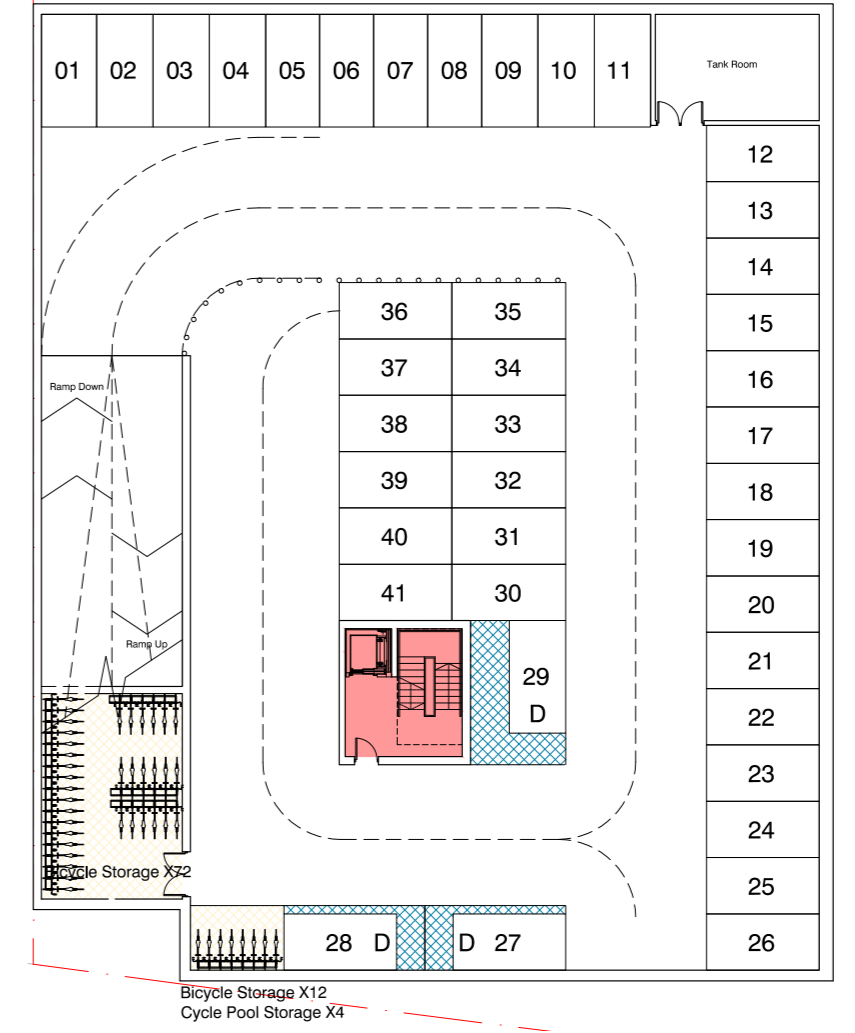 01 02 03 04 05 06 07 08 09 10 11
Tank Room
12
13
14
15
16
17
18
19
20
21
22
23
24
25
26
36 35
37 34
38 33
39 32
40 31
41 30
29
D
Ramp Down
Ramp Up
Bicycle Storage X72
28 D D 27
Bicycle Storage X12
Cycle Pool Storage X4